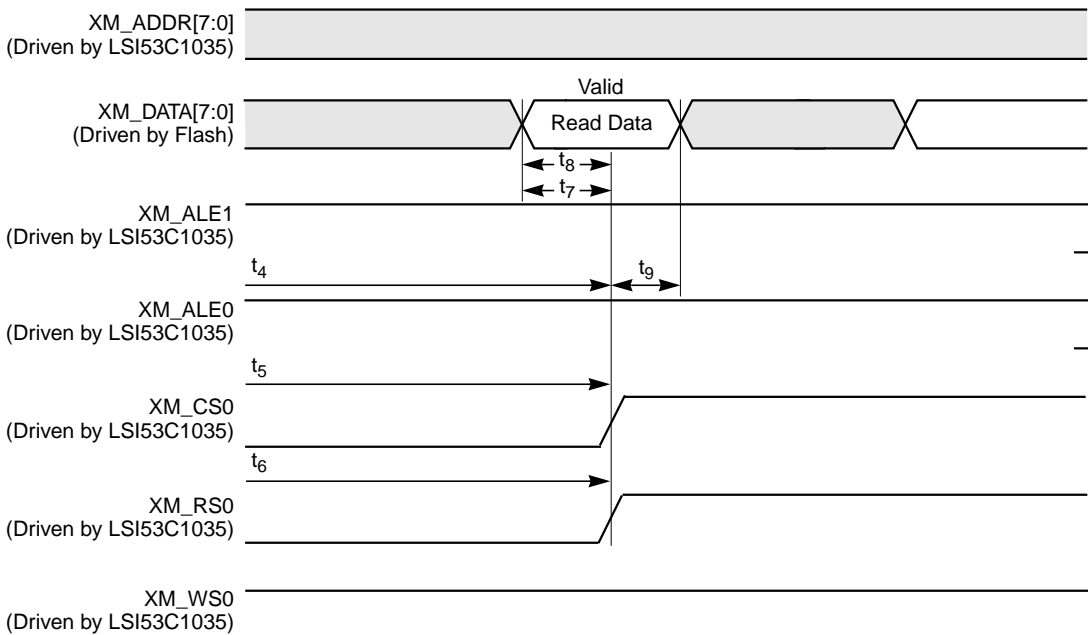 XM_ADDR[7:0]
(Driven by LSI53C1035)
Valid
XM_DATA[7:0]
(Driven by Flash)
Read Data
t8
t7
XM_ALE1
(Driven by LSI53C1035)
t4
t9
XM_ALE0
(Driven by LSI53C1035)
t5
XM_CS0
(Driven by LSI53C1035)
t6
XM_RS0
(Driven by LSI53C1035)
XM_WS0
(Driven by LSI53C1035)